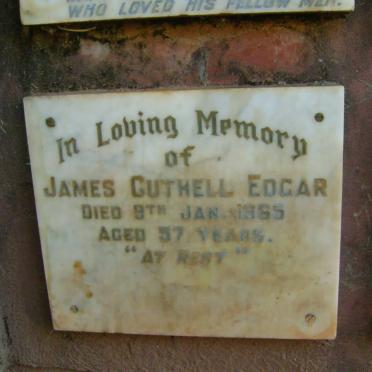 WHO LOVED HIS FELLOW MEN.
In Loving Memory
of
JAMES CUTHELL EDGAR
DIED 9TH JAN. 1965
AGED 57 YEARS.
"AT REST"